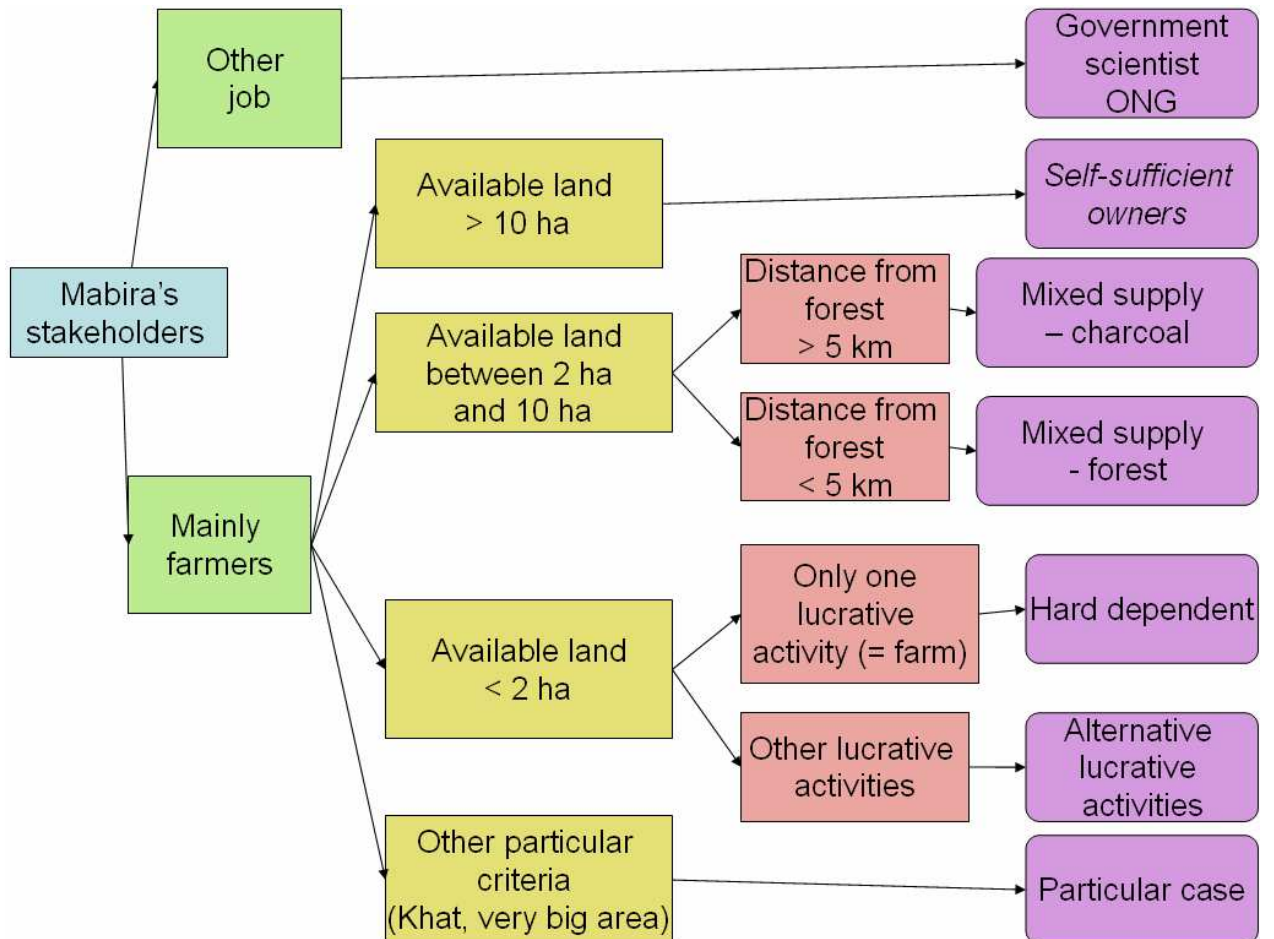 Other
job
Government
scientist
ONG
Available land
> 10 ha
Self-sufficient
owners
Mabira's
stakeholders
Available land
between 2 ha
and 10 ha
Distance from
forest
> 5 km
Mixed supply
– charcoal
Distance from
forest
< 5 km
Mixed supply
- forest
Mainly
farmers
Available land
< 2 ha
Only one
lucrative
activity (= farm)
Hard dependent
Other lucrative
activities
Alternative
lucrative
activities
Other particular
criteria
(Khat, very big area)
Particular case